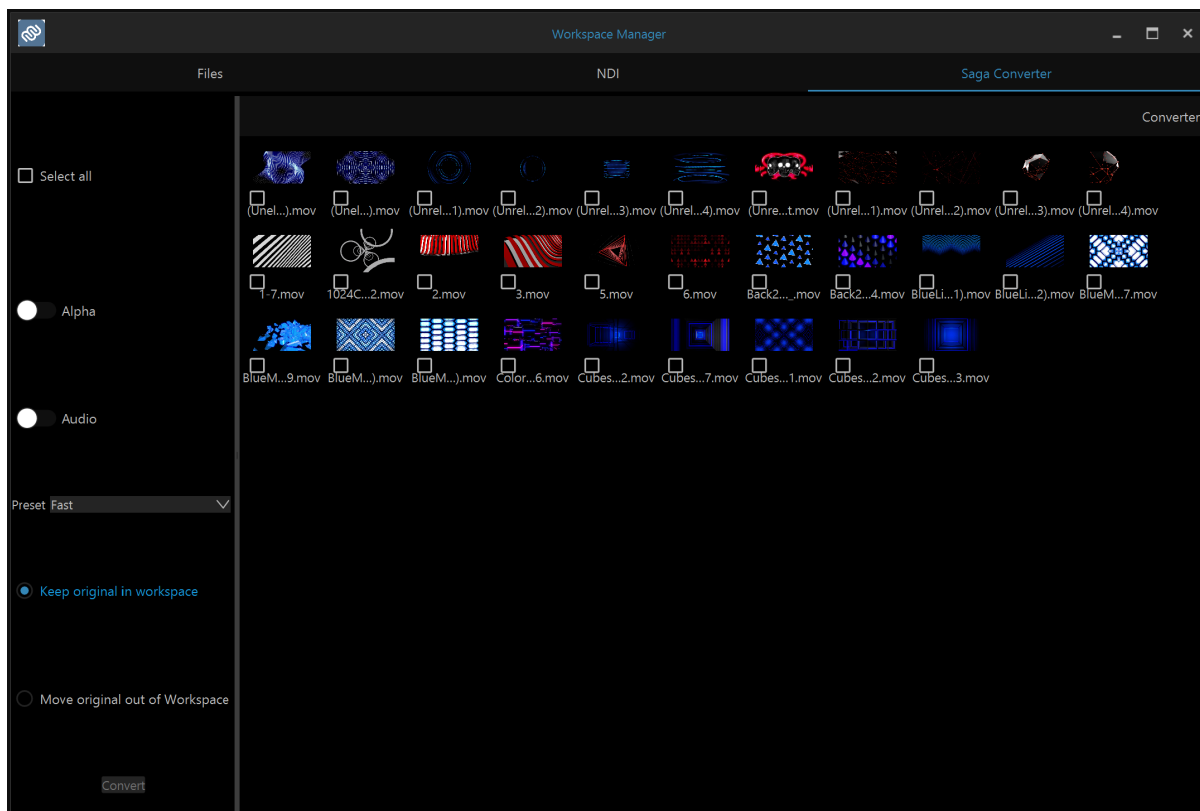 Workspace Manager
Files NDI Saga Converter
Converter
Select all
(Unel...).mov (Unel...).mov (Unrel...1).mov (Unrel...2).mov (Unrel...3).mov (Unrel...4).mov (Unre...t.mov (Unrel...1).mov (Unrel...2).mov (Unrel...3).mov (Unrel...4).mov
1-7.mov 1024C...2.mov 2.mov 3.mov 5.mov 6.mov Back2..._.mov Back2...4.mov BlueLi...1).mov BlueLi...2).mov BlueM...7.mov
Alpha
BlueM...9.mov BlueM...).mov BlueM...).mov Color...6.mov Cubes...2.mov Cubes...7.mov Cubes...1.mov Cubes...2.mov Cubes...3.mov
Audio
Preset Fast
Keep original in workspace
Move original out of Workspace
Convert